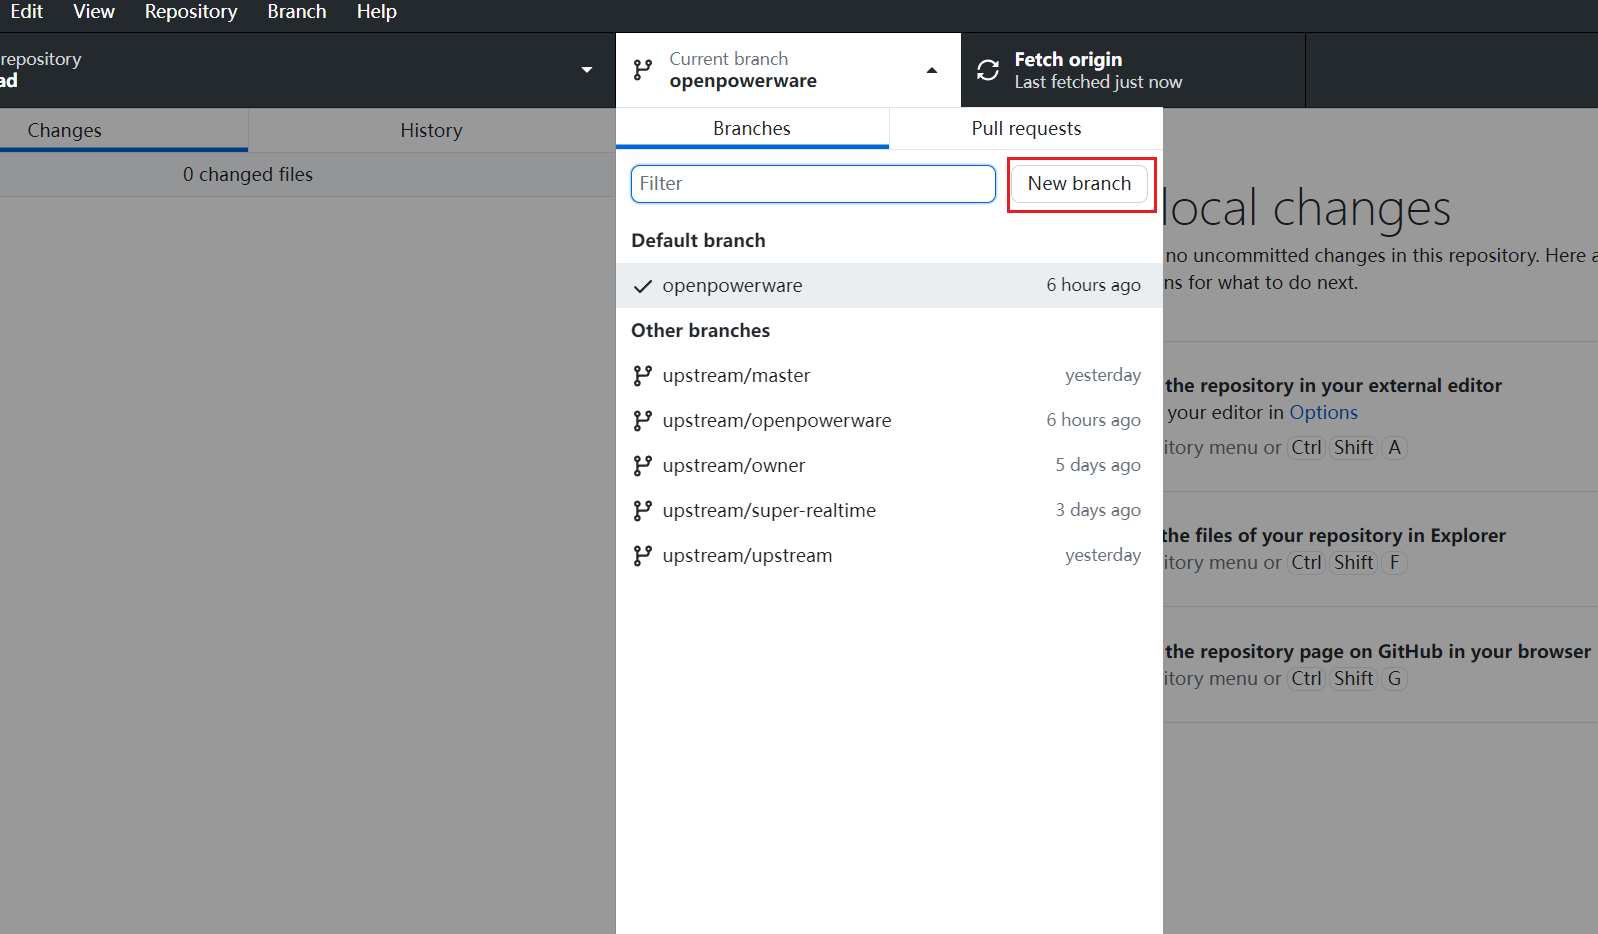 Edit View Repository Branch Help
repository
ad
Current branch
openpowerware
Fetch origin
Last fetched just now
Changes
History
0 changed files
Branches
Pull requests
Filter
New branch
Default branch
openpowerware 6 hours ago
Other branches
upstream/master yesterday
upstream/openpowerware 6 hours ago
upstream/owner 5 days ago
upstream/super-realtime 3 days ago
upstream/upstream yesterday
local changes
no uncommitted changes in this repository. Here a
ns for what to do next.
the repository in your external editor
your editor in Options
itory menu or Ctrl Shift A
the files of your repository in Explorer
itory menu or Ctrl Shift F
the repository page on GitHub in your browser
itory menu or Ctrl Shift G